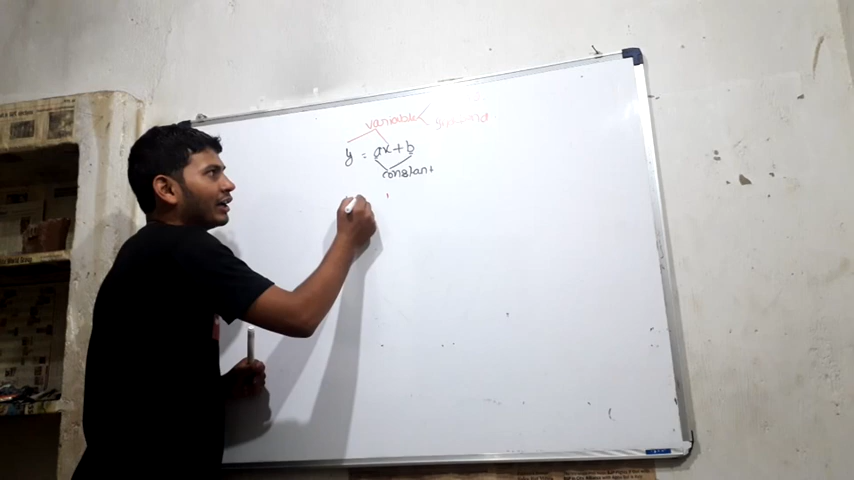 variable
y = ax + b
constant